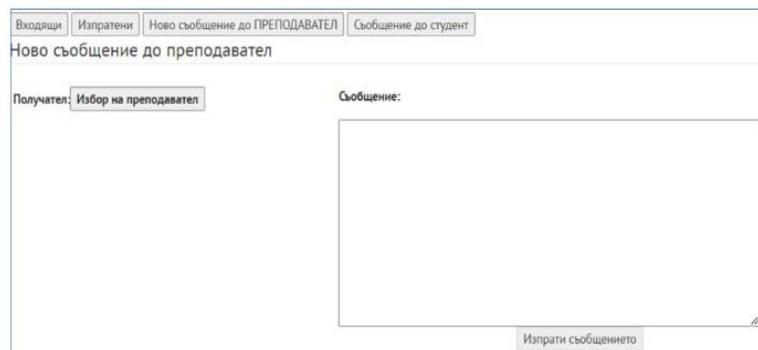 Входящи Изпратени Ново съобщение до ПРЕПОДАВАТЕЛ Съобщение до студент
Ново съобщение до преподавател
Получател: Избор на преподавател Съобщение:
Изпрати съобщението